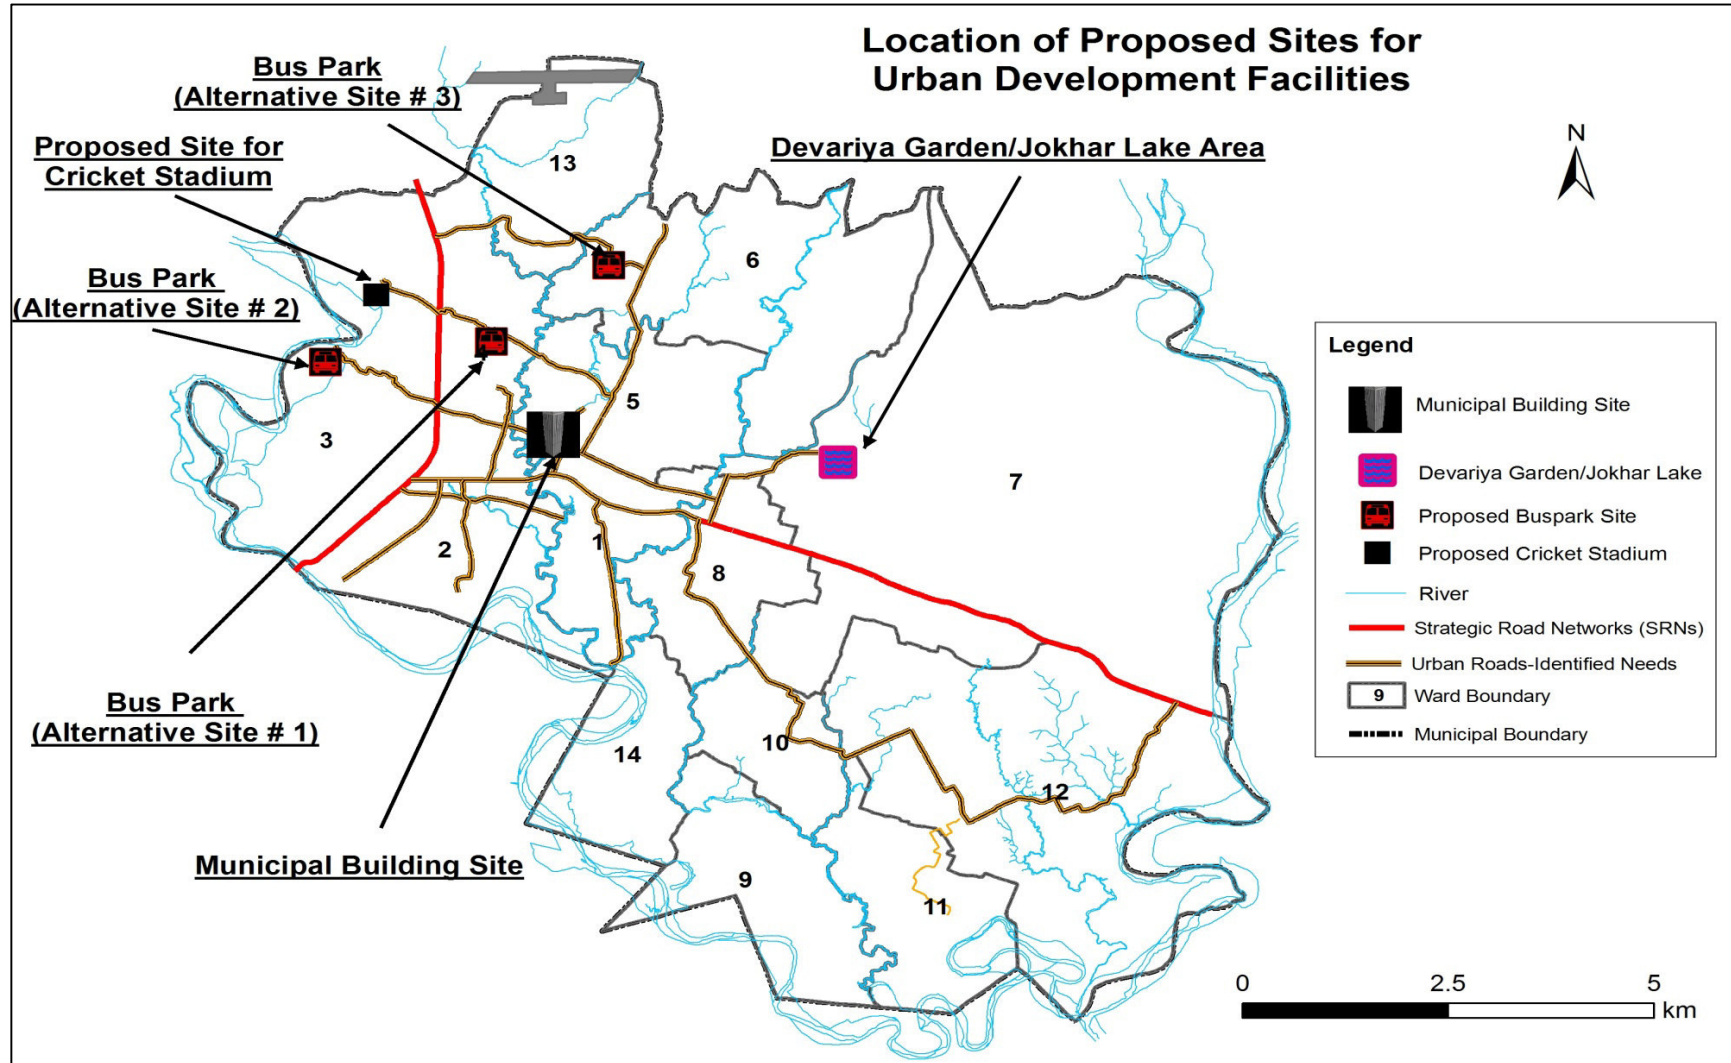 Location of Proposed Sites for
Urban Development Facilities
Bus Park
(Alternative Site # 3)
Proposed Site for
Cricket Stadium
Bus Park
(Alternative Site # 2)
Devariya Garden/Jokhar Lake Area
N
13
6
5
3
7
2
1
8
14
10
12
9
11
Bus Park
(Alternative Site # 1)
Municipal Building Site
Legend
Municipal Building Site
Devariya Garden/Jokhar Lake
Proposed Buspark Site
Proposed Cricket Stadium
River
Strategic Road Networks (SRNs)
Urban Roads-Identified Needs
9 Ward Boundary
Municipal Boundary
0 2.5 5
km